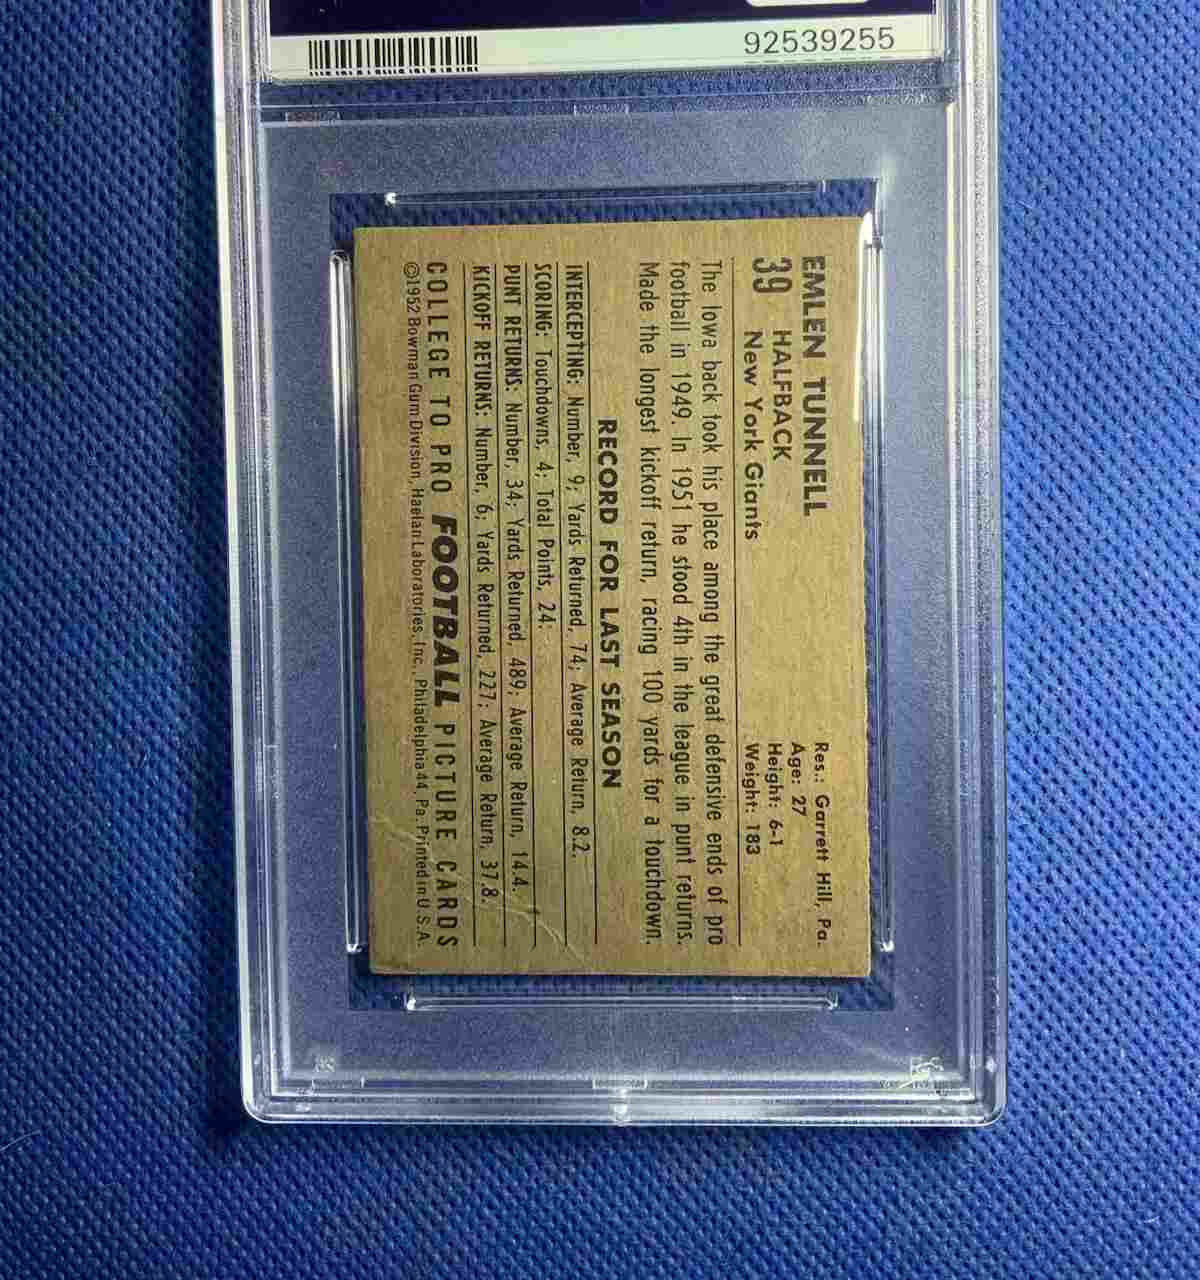 92539255
EMLEN TUNNELL
39 HALFBACK
New York Giants
Res.: Garrett Hill, Pa.
Age: 27
Height: 6-1
Weight: 183
The Iowa back took his place among the great defensive ends of pro
football in 1949. In 1951 he stood 4th in the league in punt returns.
Made the longest kickoff return, racing 100 yards for a touchdown.
RECORD FOR LAST SEASON
INTERCEPTING: Number, 9; Yards Returned, 74; Average Return, 8.2.
SCORING: Touchdowns, 4; Total Points, 24.
PUNT RETURNS: Number, 34; Yards Returned, 489; Average Return, 14.4.
KICKOFF RETURNS: Number, 6; Yards Returned, 227; Average Return, 37.8.
COLLEGE TO PRO FOOTBALL PICTURE CARDS
©1952 Bowman Gum Division, Haelan Laboratories, Inc., Philadelphia 44, Pa. Printed in U.S.A.